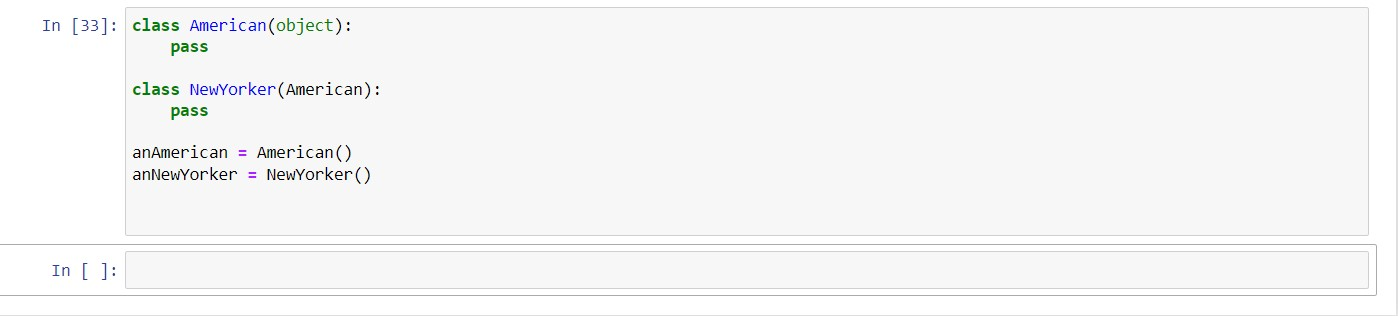 In [33]: class American(object):
    pass
class NewYorker(American):
    pass
anAmerican = American()
anNewYorker = NewYorker()
In [ ]: